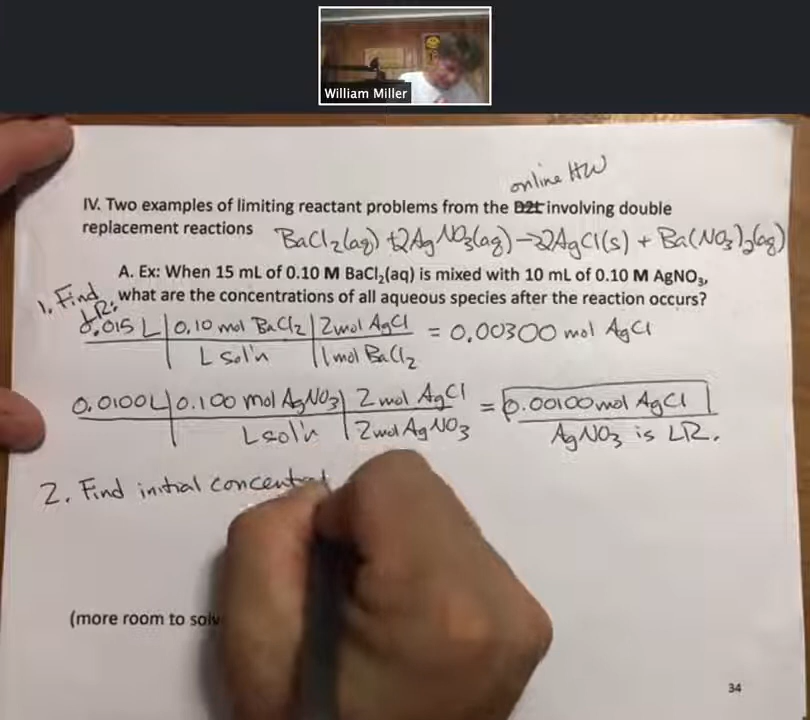 William Miller
online HW
IV. Two examples of limiting reactant problems from the D2L involving double
replacement reactions BaCl₂(aq) + 2AgNO₃(aq) → 2AgCl(s) + Ba(NO₃)₂(aq)
A. Ex: When 15 mL of 0.10 M BaCl₂(aq) is mixed with 10 mL of 0.10 M AgNO₃,
1. Find LR: what are the concentrations of all aqueous species after the reaction occurs?
0.015 L | 0.10 mol BaCl₂ | 2 mol AgCl = 0.00300 mol AgCl
L sol'n | 1 mol BaCl₂
0.0100 L | 0.100 mol AgNO₃ | 2 mol AgCl = 0.00100 mol AgCl
L sol'n | 2 mol AgNO₃ AgNO₃ is LR.
2. Find initial concentrat
(more room to solv
34